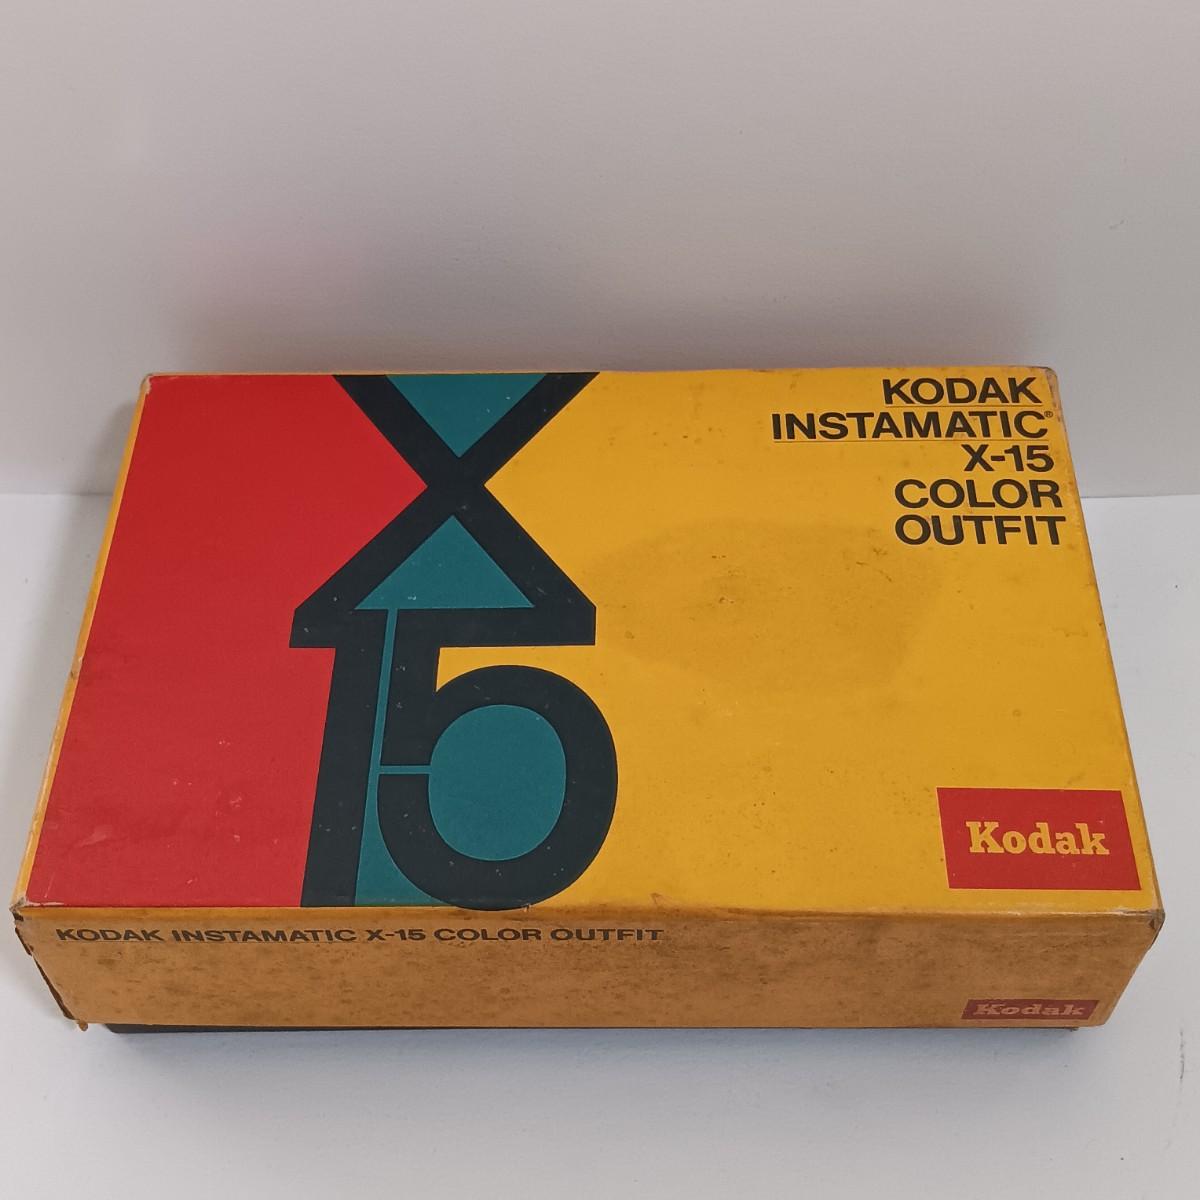 X
15
KODAK
INSTAMATIC®
X-15
COLOR
OUTFIT
Kodak
KODAK INSTAMATIC X-15 COLOR OUTFIT
Kodak